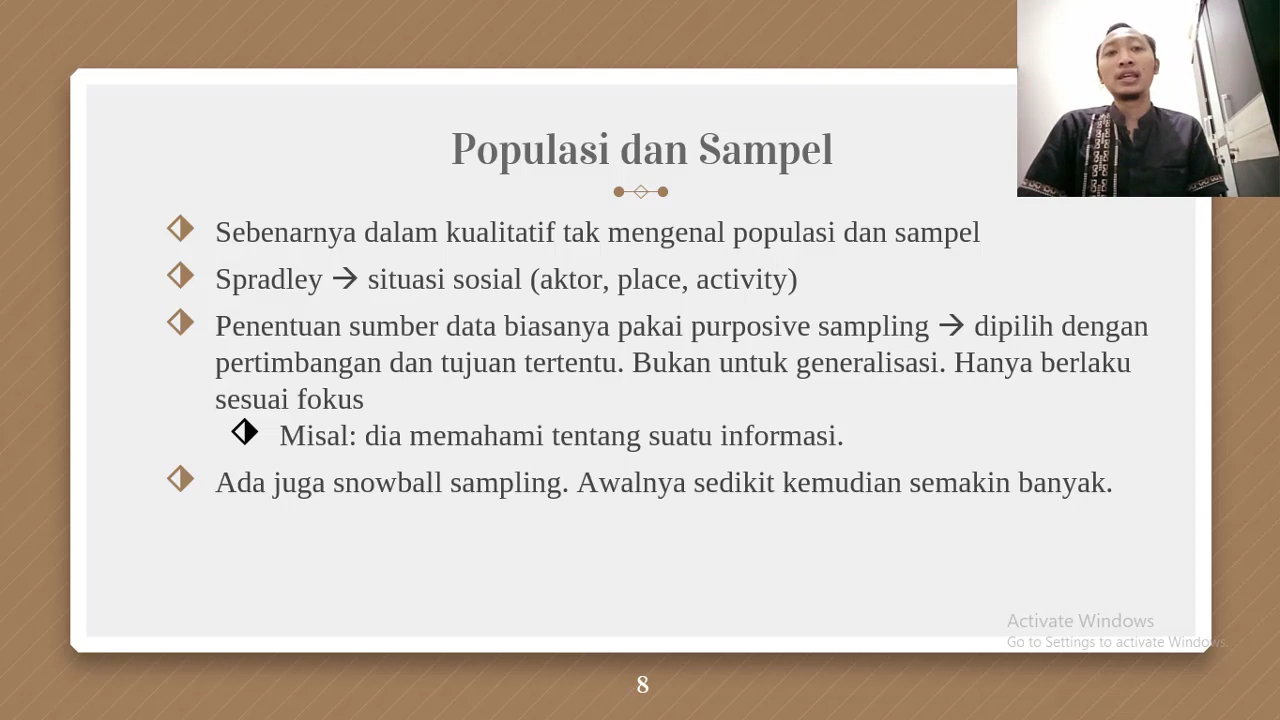 Populasi dan Sampel
Sebenarnya dalam kualitatif tak mengenal populasi dan sampel
Spradley → situasi sosial (aktor, place, activity)
Penentuan sumber data biasanya pakai purposive sampling → dipilih dengan
pertimbangan dan tujuan tertentu. Bukan untuk generalisasi. Hanya berlaku
sesuai fokus
Misal: dia memahami tentang suatu informasi.
Ada juga snowball sampling. Awalnya sedikit kemudian semakin banyak.
Activate Windows
Go to Settings to activate Windows.
8